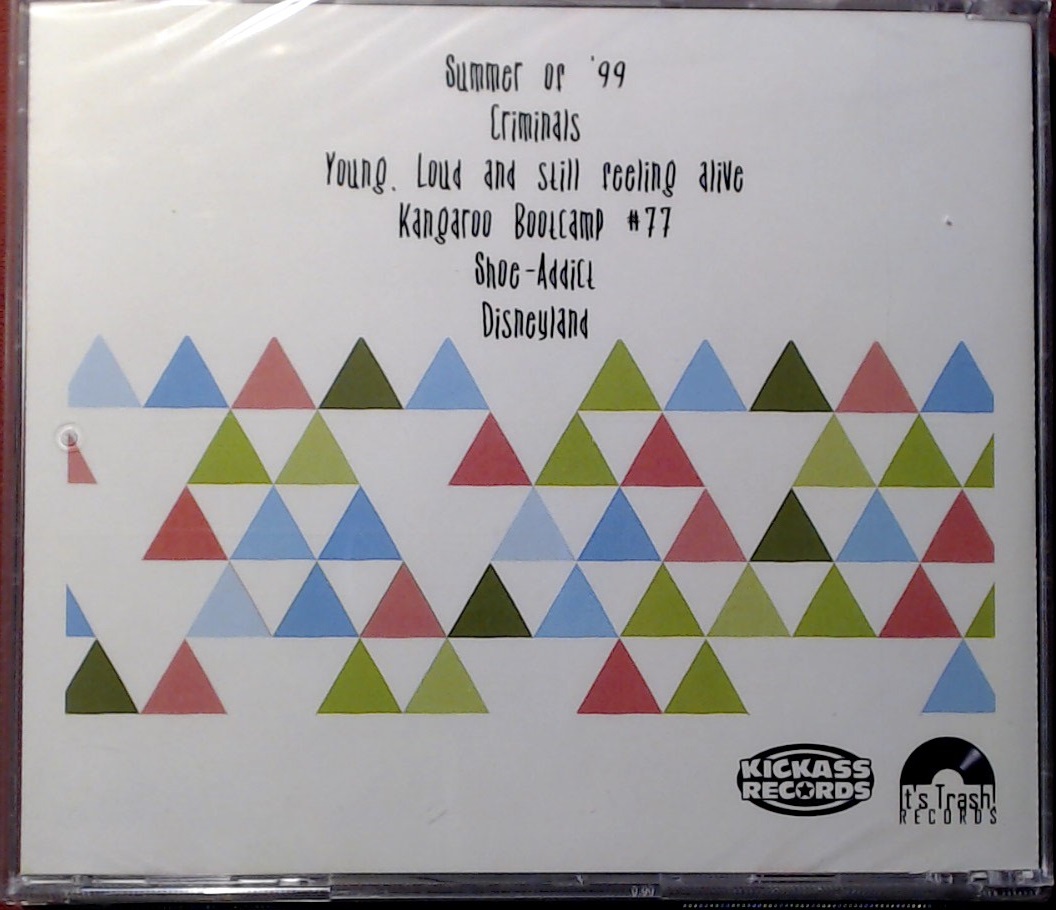 Summer of '99
Criminals
Young, Loud and still feeling alive
Kangaroo Bootcamp #77
Shoe-Addict
Disneyland
KICKASS
RECORDS
It's Trash!
RECORDS